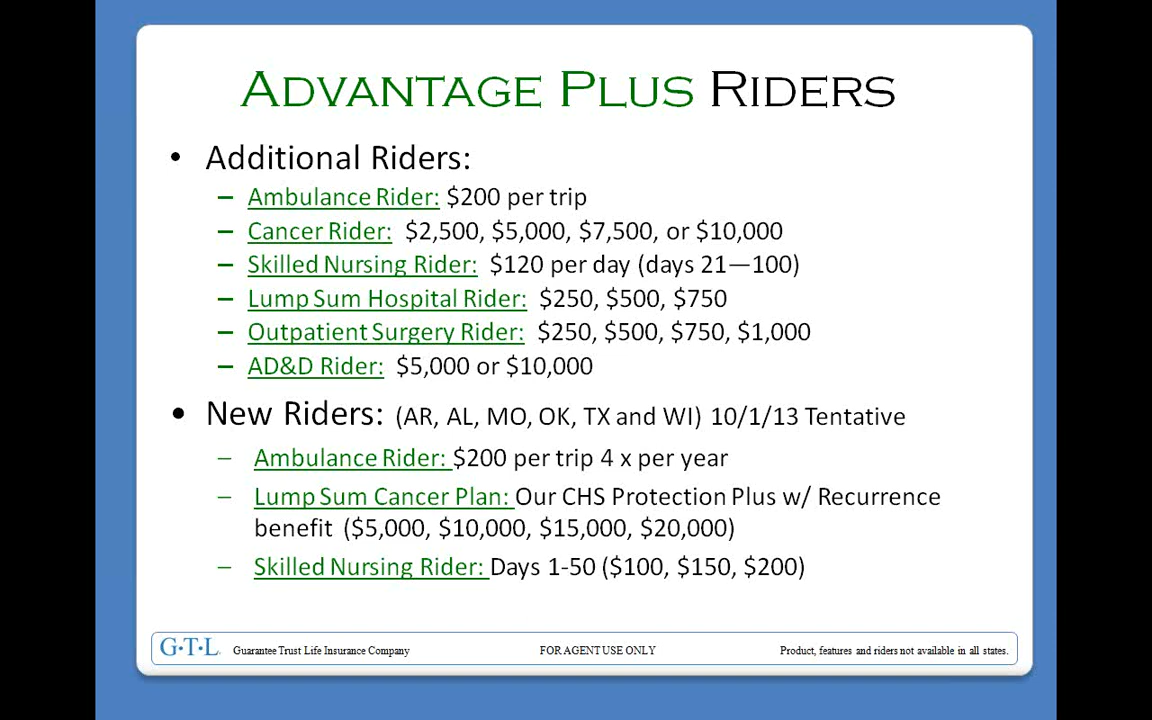 ADVANTAGE PLUS RIDERS
• Additional Riders:
– Ambulance Rider: $200 per trip
– Cancer Rider: $2,500, $5,000, $7,500, or $10,000
– Skilled Nursing Rider: $120 per day (days 21—100)
– Lump Sum Hospital Rider: $250, $500, $750
– Outpatient Surgery Rider: $250, $500, $750, $1,000
– AD&D Rider: $5,000 or $10,000
• New Riders: (AR, AL, MO, OK, TX and WI) 10/1/13 Tentative
– Ambulance Rider: $200 per trip 4 x per year
– Lump Sum Cancer Plan: Our CHS Protection Plus w/ Recurrence
benefit ($5,000, $10,000, $15,000, $20,000)
– Skilled Nursing Rider: Days 1-50 ($100, $150, $200)
G·T·L. Guarantee Trust Life Insurance Company FOR AGENT USE ONLY Product, features and riders not available in all states.